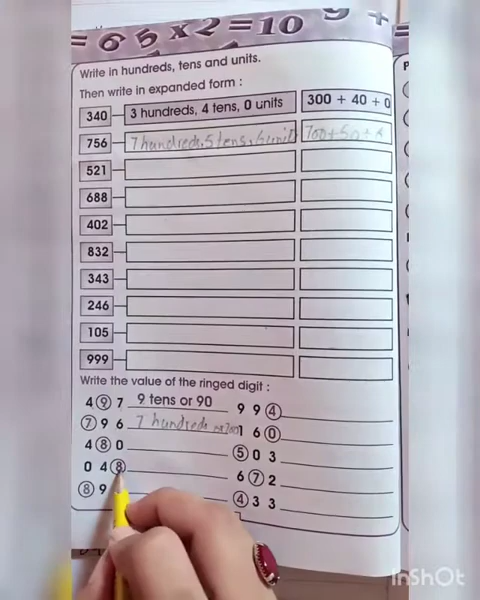 = 6 5 x 2 = 10 9 + =
Write in hundreds, tens and units.
Then write in expanded form :
340 3 hundreds, 4 tens, 0 units 300 + 40 + 0
756 7 hundreds, 5 tens, 6 units 700 + 50 + 6
521
688
402
832
343
246
105
999
Write the value of the ringed digit :
4 9 7 9 tens or 90
7 9 6 7 hundreds or 700
4 8 0
0 4 8
8 9
9 9 4
1 6 0
5 0 3
6 7 2
4 3 3
InShOt